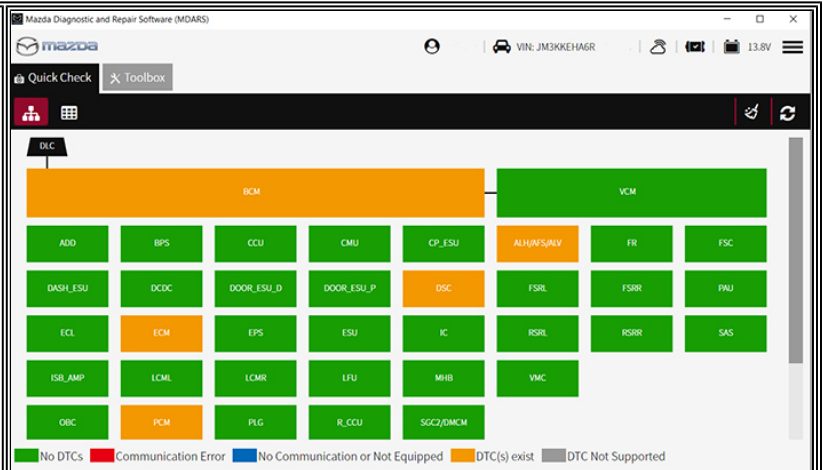 Mazda Diagnostic and Repair Software (MDARS)
mazda VIN: JM3KKEHA6R 13.8V
Quick Check Toolbox
DLC
BCM VCM
ADD BPS CCU CMU CP_ESU ALH/AFS/ALV FR FSC
DASH_ESU DCDC DOOR_ESU_D DOOR_ESU_P DSC FSRL FSRR PAU
ECL ECM EPS ESU IC RSRL RSRR SAS
ISB_AMP LCML LCMR LFU MHB VMC
OBC PCM PLG R_CCU SGC2/DMCM
No DTCs Communication Error No Communication or Not Equipped DTC(s) exist DTC Not Supported